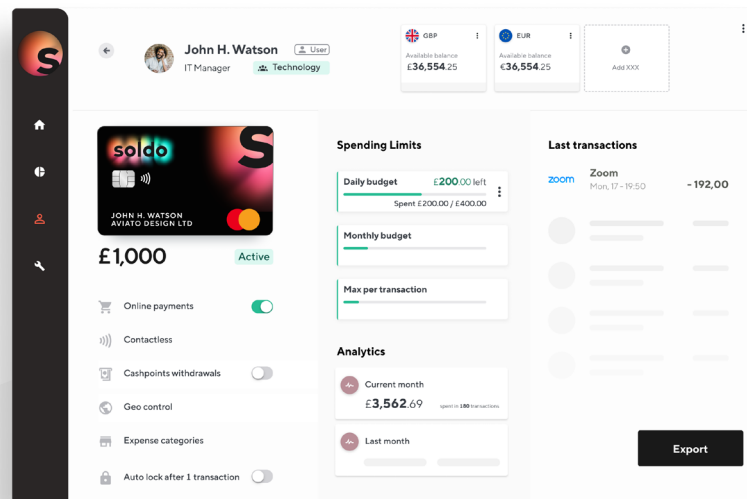 S
John H. Watson
User
IT Manager
Technology
GBP
Available balance
£36,554.25
EUR
Available balance
€36,554.25
Add XXX
soldo
S
JOHN H. WATSON
AVIATO DESIGN LTD
£1,000
Active
Online payments
Contactless
Cashpoints withdrawals
Geo control
Expense categories
Auto lock after 1 transaction
Spending Limits
Daily budget
£200.00 left
Spent £200.00 / £400.00
Monthly budget
Max per transaction
Analytics
Current month
£3,562.69
spent in 180 transactions
Last month
Last transactions
zoom
Zoom
Mon, 17 - 19:50
- 192,00
Export